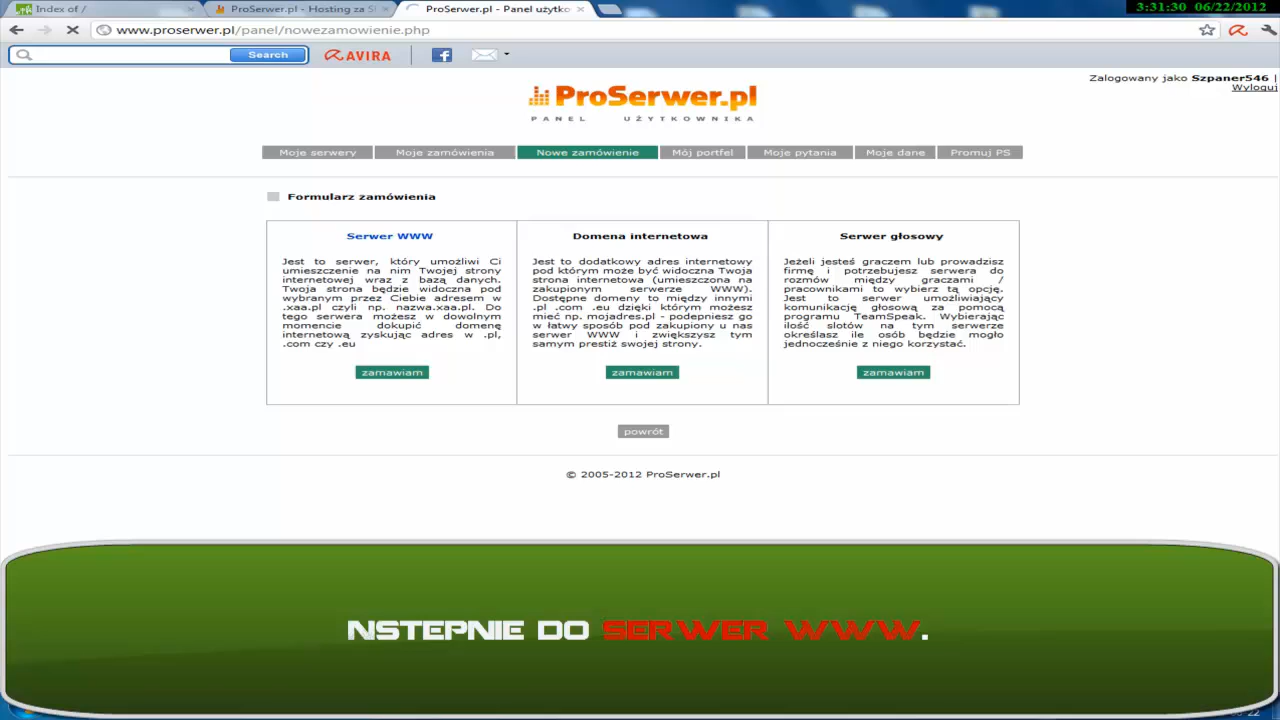 Index of /
ProSerwer.pl - Hosting za
ProSerwer.pl - Panel użytko
3:31:30 06/22/2012
www.proserwer.pl/panel/nowezamowienie.php
Search
AVIRA
Zalogowany jako Szpaner546 |
Wyloguj
ProSerwer.pl
PANEL UŻYTKOWNIKA
Moje serwery
Moje zamówienia
Nowe zamówienie
Mój portfel
Moje pytania
Moje dane
Promuj PS
Formularz zamówienia
Serwer WWW
Jest to serwer, który umożliwi Ci
umieszczenie na nim Twojej strony
internetowej wraz z bazą danych.
Twoja strona będzie widoczna pod
wybranym przez Ciebie adresem w
.xaa.pl czyli np. nazwa.xaa.pl. Do
tego serwera możesz w dowolnym
momencie dokupić domenę
internetową zyskując adres w .pl,
.com czy .eu
zamawiam
Domena internetowa
Jest to dodatkowy adres internetowy
pod którym może być widoczna Twoja
strona internetowa (umieszczona na
zakupionym serwerze WWW).
Dostępne domeny to między innymi
.pl .com .eu dzięki którym możesz
mieć np. mojadres.pl - podepniesz go
w łatwy sposób pod zakupiony u nas
serwer WWW i zwiększysz tym
samym prestiż swojej strony.
zamawiam
Serwer głosowy
Jeżeli jesteś graczem lub prowadzisz
firmę i potrzebujesz serwera do
rozmów między graczami /
pracownikami to wybierz tą opcję.
Jest to serwer umożliwiający
komunikację głosową za pomocą
programu TeamSpeak. Wybierając
ilość slotów na tym serwerze
określasz ile osób będzie mogło
jednocześnie z niego korzystać.
zamawiam
powrót
© 2005-2012 ProSerwer.pl
NSTEPNIE DO SERWER WWW.